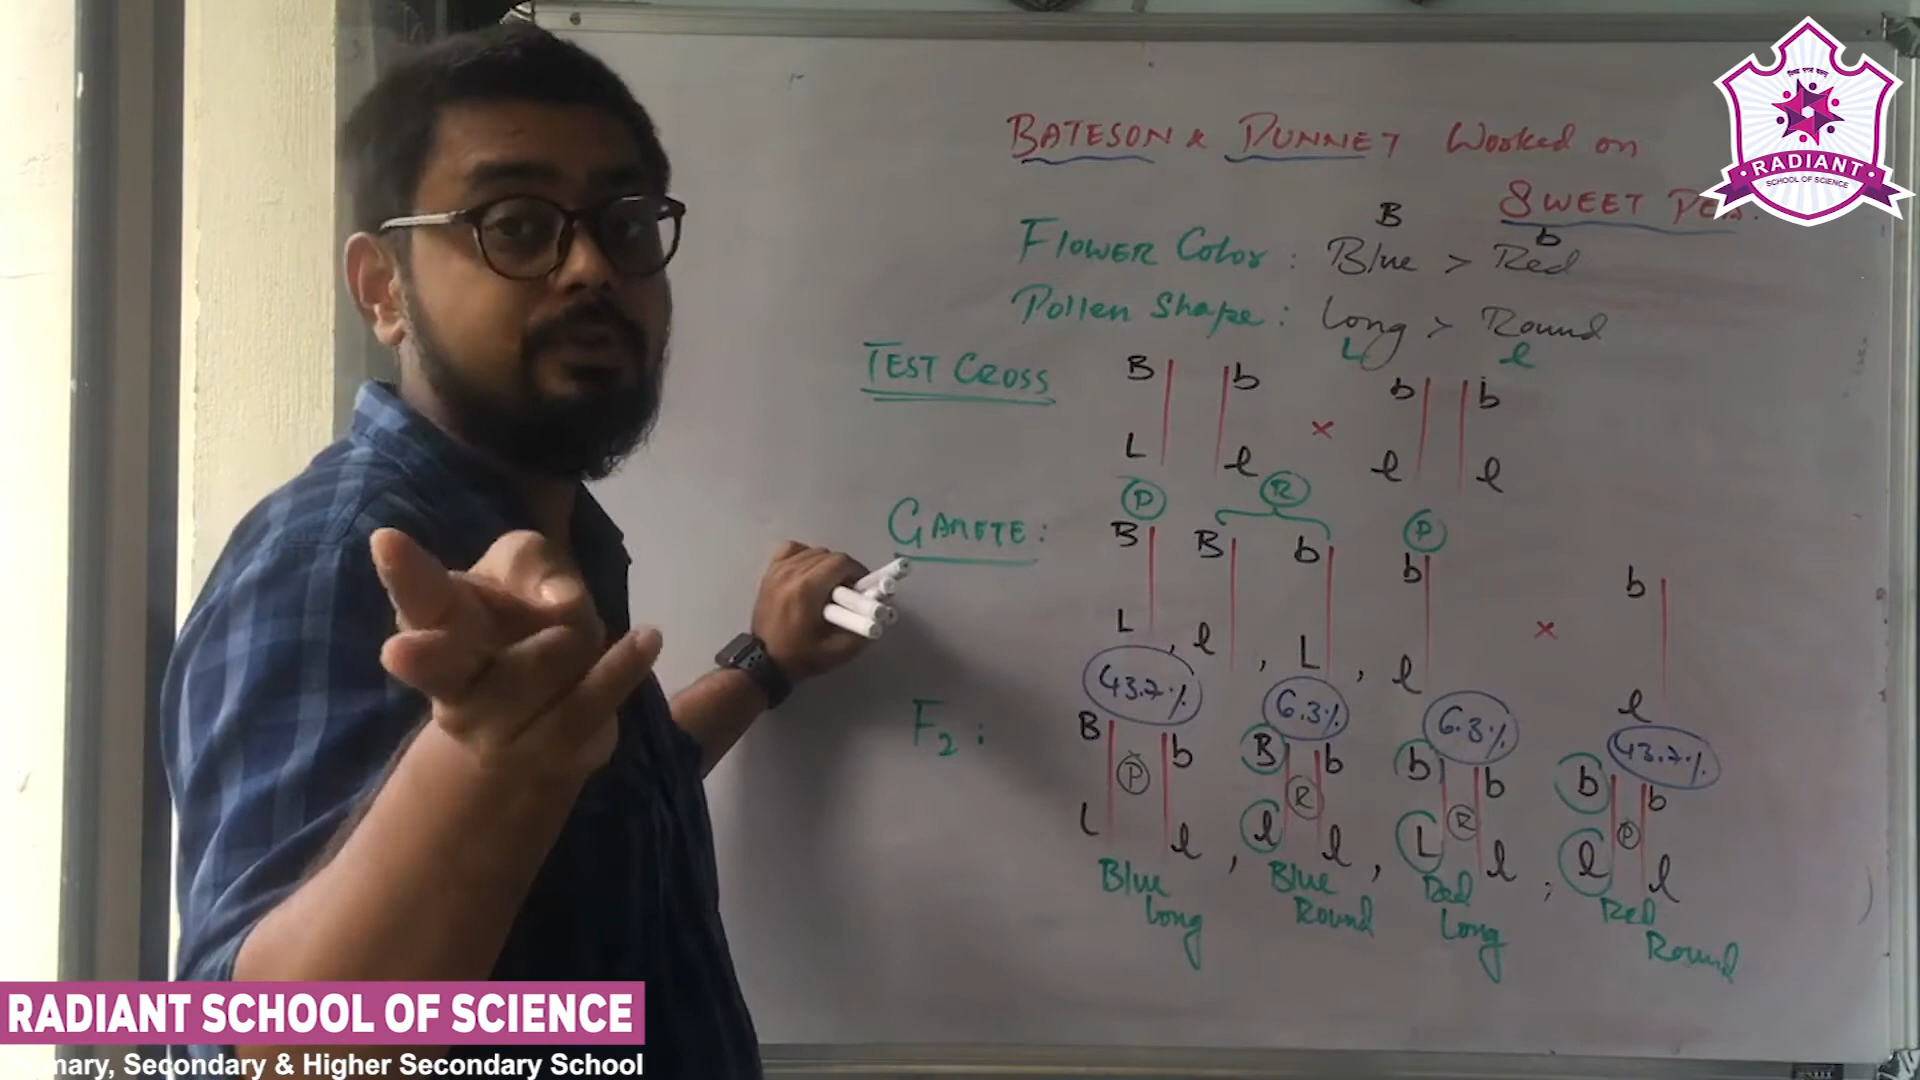 BATESON & PUNNET Worked on
SWEET PEA.
B b
Flower Color : Blue > Red
Pollen Shape : Long > Round
L l
TEST CROSS
B b × b b
L l l l
P R P
GAMETE :
B B b b × b
L , l , L , l l
43.7% 6.3% 6.3% 43.7%
F2 :
B b B b b b b b
P R R P
L l , l l , L l , l l
Blue Blue Red Red
Long Round Long Round
RADIANT
SCHOOL OF SCIENCE
RADIANT SCHOOL OF SCIENCE
mary, Secondary & Higher Secondary School